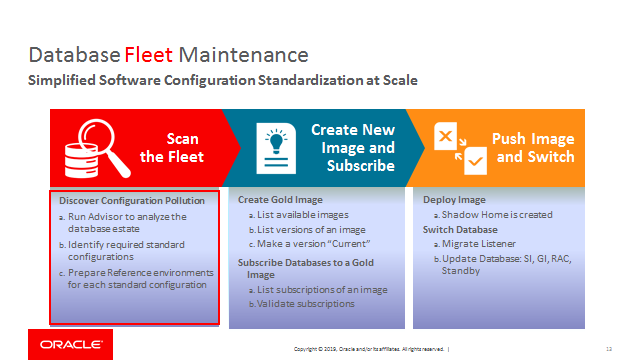 Database Fleet Maintenance
Simplified Software Configuration Standardization at Scale
Scan
the Fleet
Create New
Image and
Subscribe
Push Image
and Switch
Discover Configuration Pollution
a. Run Advisor to analyze the
database estate
b. Identify required standard
configurations
c. Prepare Reference environments
for each standard configuration
Create Gold Image
a. List available images
b. List versions of an image
c. Make a version “Current”
Subscribe Databases to a Gold
Image
a. List subscriptions of an image
b. Validate subscriptions
Deploy Image
a. Shadow Home is created
Switch Database
a. Migrate Listener
b. Update Database: SI, GI, RAC,
Standby
ORACLE
Copyright © 2019, Oracle and/or its affiliates. All rights reserved. |
13